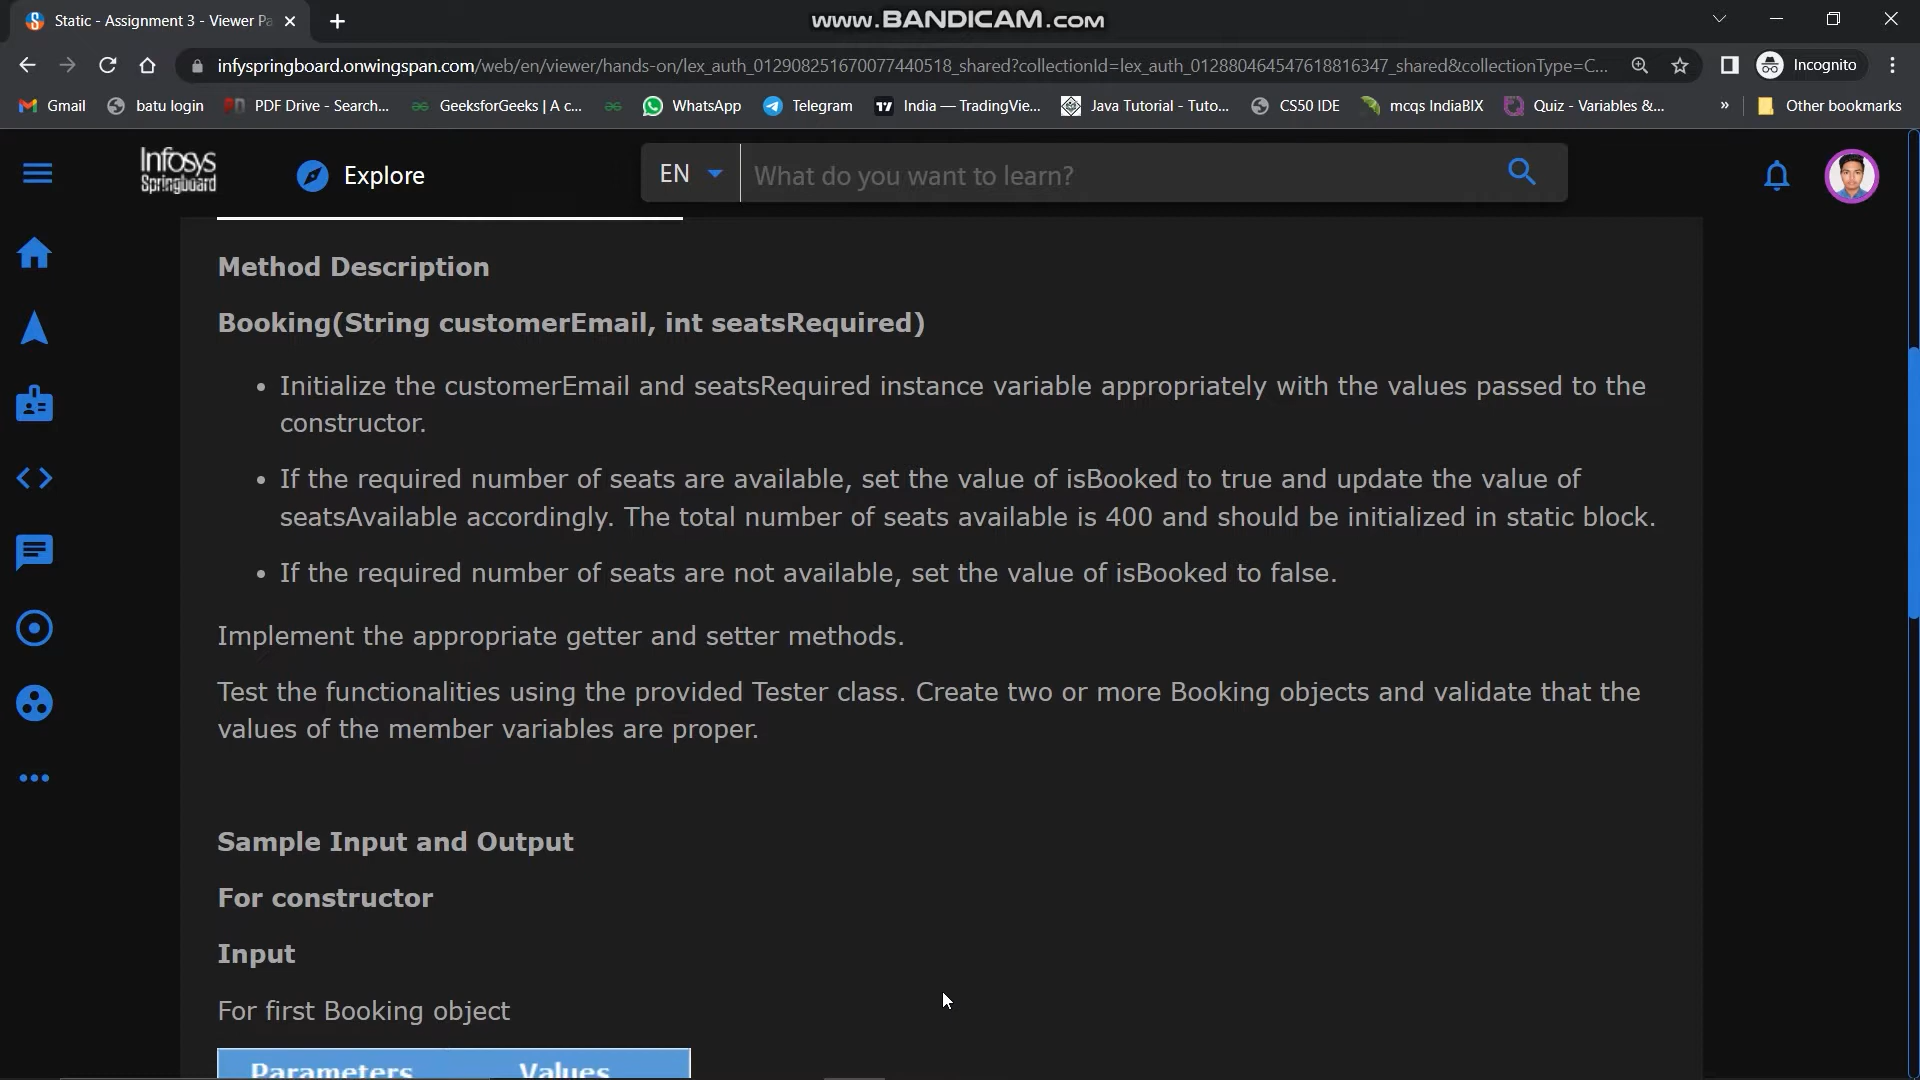 Static - Assignment 3 - Viewer Pa
www.BANDICAM.com
infyspringboard.onwingspan.com/web/en/viewer/hands-on/lex_auth_012908251670077440518_shared?collectionId=lex_auth_012880464547618816347_shared&collectionType=C...
Incognito
Gmail
batu login
PDF Drive - Search...
GeeksforGeeks | A c...
WhatsApp
Telegram
India — TradingVie...
Java Tutorial - Tuto...
CS50 IDE
mcqs IndiaBIX
Quiz - Variables &...
»
Other bookmarks
Infosys
Springboard
Explore
EN
What do you want to learn?
Method Description
Booking(String customerEmail, int seatsRequired)
• Initialize the customerEmail and seatsRequired instance variable appropriately with the values passed to the
constructor.
• If the required number of seats are available, set the value of isBooked to true and update the value of
seatsAvailable accordingly. The total number of seats available is 400 and should be initialized in static block.
• If the required number of seats are not available, set the value of isBooked to false.
Implement the appropriate getter and setter methods.
Test the functionalities using the provided Tester class. Create two or more Booking objects and validate that the
values of the member variables are proper.
Sample Input and Output
For constructor
Input
For first Booking object
Parameters
Values